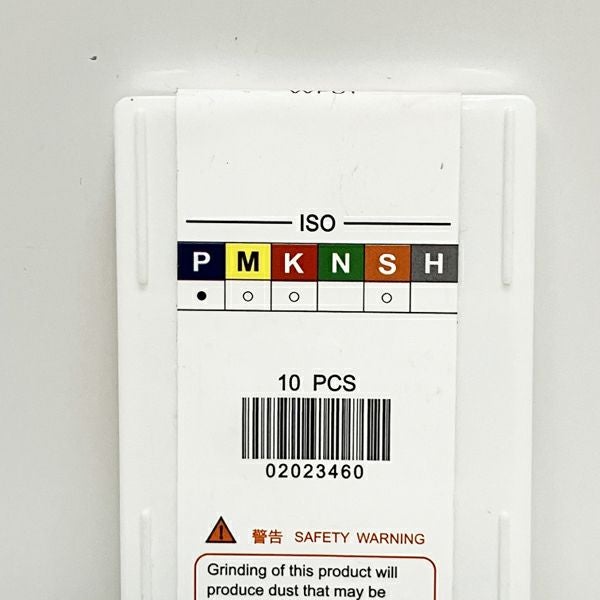 ISO
P M K N S H
10 PCS
02023460
警告 SAFETY WARNING
Grinding of this product will
produce dust that may be